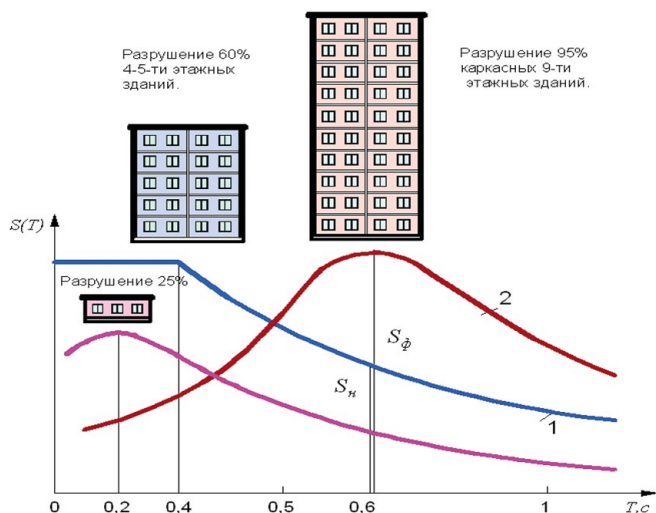 Разрушение 60%
4-5-ти этажных
зданий.
Разрушение 95%
каркасных 9-ти
этажных зданий.
S(T)
Разрушение 25%
2
Sф
Sн
1
0 0,2 0,4 0,5 0,6 1 T,c